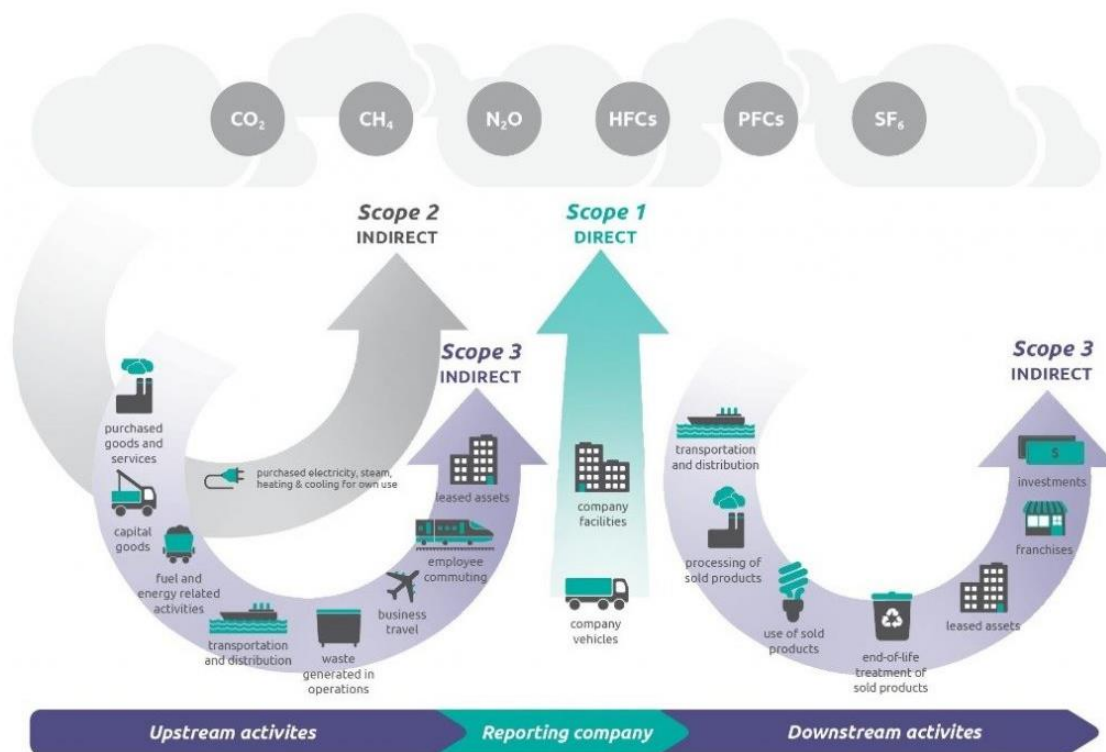 CO₂
CH₄
N₂O
HFCs
PFCs
SF₆
Scope 2
INDIRECT
Scope 1
DIRECT
Scope 3
INDIRECT
Scope 3
INDIRECT
purchased
goods and
services
capital
goods
fuel and
energy related
activities
transportation
and distribution
waste
generated in
operations
business
travel
employee
commuting
leased assets
purchased electricity, steam,
heating & cooling for own use
company
facilities
company
vehicles
transportation
and distribution
processing of
sold products
use of sold
products
end-of-life
treatment of
sold products
leased assets
franchises
$
investments
Upstream activites
Reporting company
Downstream activites